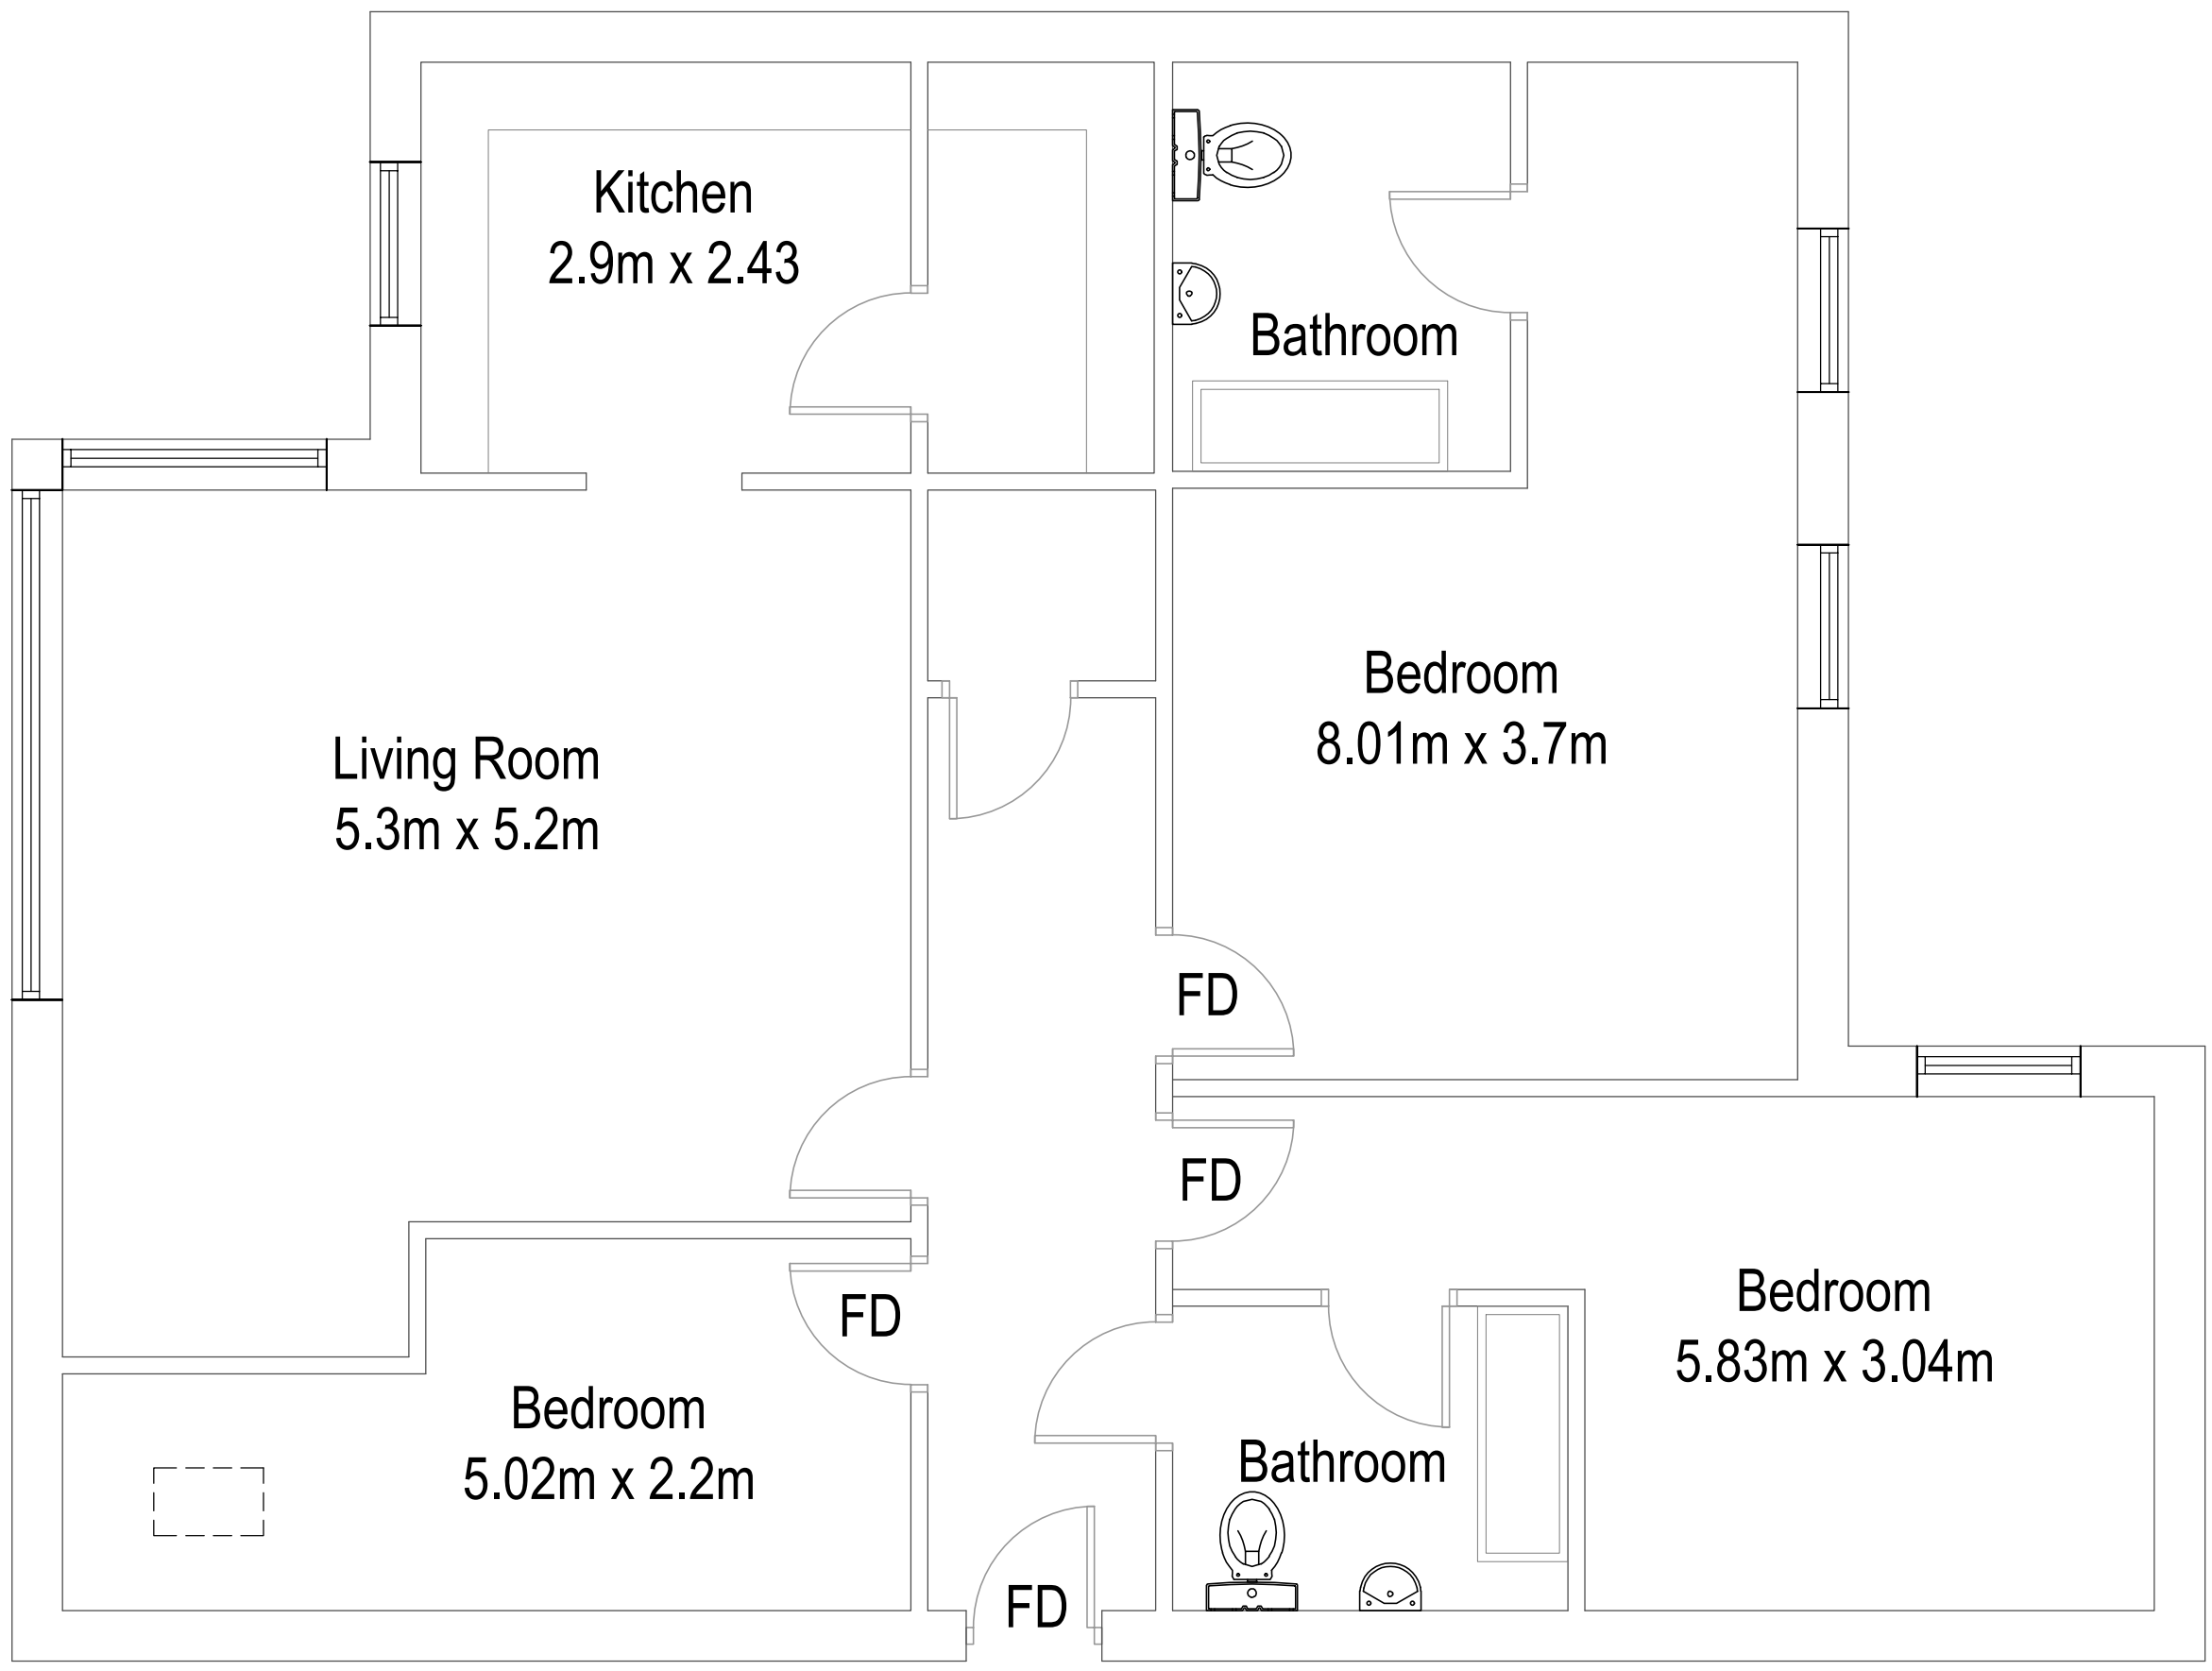 Kitchen
2.9m x 2.43
Bathroom
Bedroom
8.01m x 3.7m
Living Room
5.3m x 5.2m
FD
FD
FD
Bedroom
5.83m x 3.04m
Bedroom
5.02m x 2.2m
Bathroom
FD